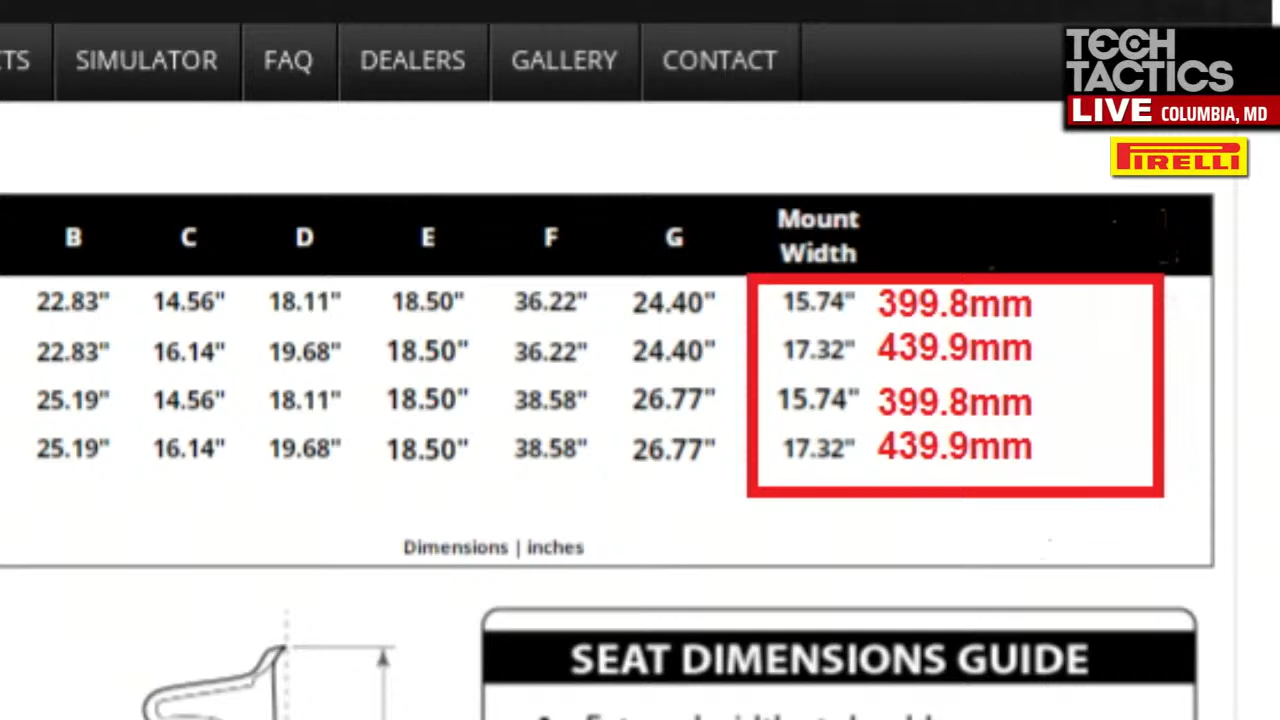 TS SIMULATOR FAQ DEALERS GALLERY CONTACT
TECH
TACTICS
LIVE COLUMBIA, MD
PIRELLI
B C D E F G Mount Width
22.83" 14.56" 18.11" 18.50" 36.22" 24.40" 15.74" 399.8mm
22.83" 16.14" 19.68" 18.50" 36.22" 24.40" 17.32" 439.9mm
25.19" 14.56" 18.11" 18.50" 38.58" 26.77" 15.74" 399.8mm
25.19" 16.14" 19.68" 18.50" 38.58" 26.77" 17.32" 439.9mm
Dimensions | inches
SEAT DIMENSIONS GUIDE